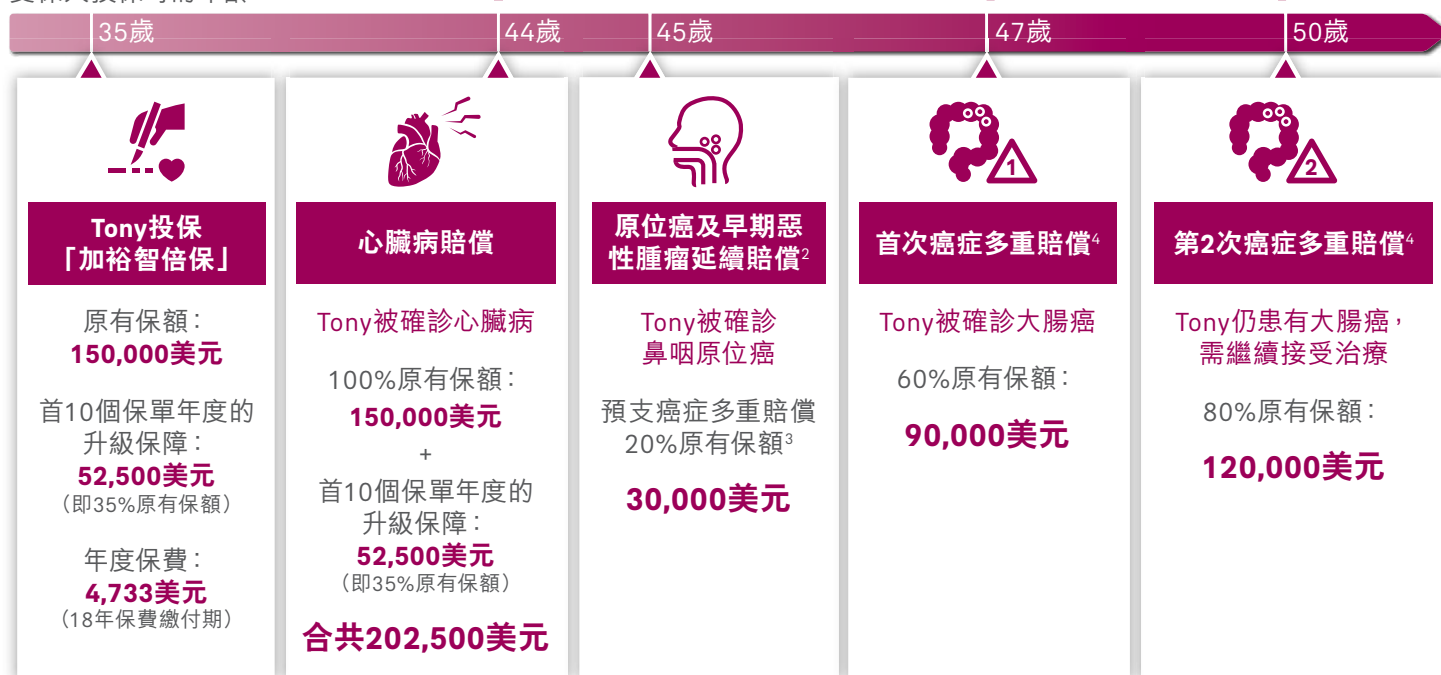 35歲
44歲
45歲
47歲
50歲
Tony投保
「加裕智倍保」
原有保額：
150,000美元
首10個保單年度的
升級保障：
52,500美元
（即35%原有保額）
年度保費：
4,733美元
（18年保費繳付期）
心臟病賠償
Tony被確診心臟病
100%原有保額：
150,000美元
+
首10個保單年度的
升級保障：
52,500美元
（即35%原有保額）
合共202,500美元
原位癌及早期惡
性腫瘤延續賠償2
Tony被確診
鼻咽原位癌
預支癌症多重賠償
20%原有保額3
30,000美元
1
首次癌症多重賠償4
Tony被確診大腸癌
60%原有保額：
90,000美元
2
第2次癌症多重賠償4
Tony仍患有大腸癌，
需繼續接受治療
80%原有保額：
120,000美元